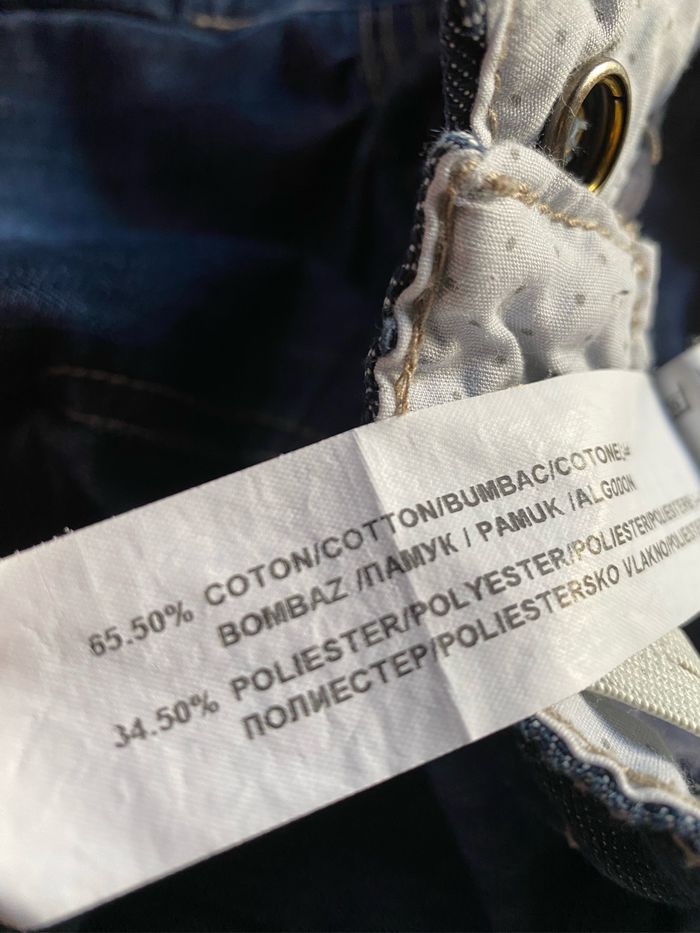 65.50% COTON/COTTON/BUMBAC/COTONE/
BOMBAZ /ПАМУК / PAMUK /ALGODON
34.50% POLIESTER/POLYESTER/POLIESTER/
ПОЛИЕСТЕР/POLIESTERSKO VLAKNO/